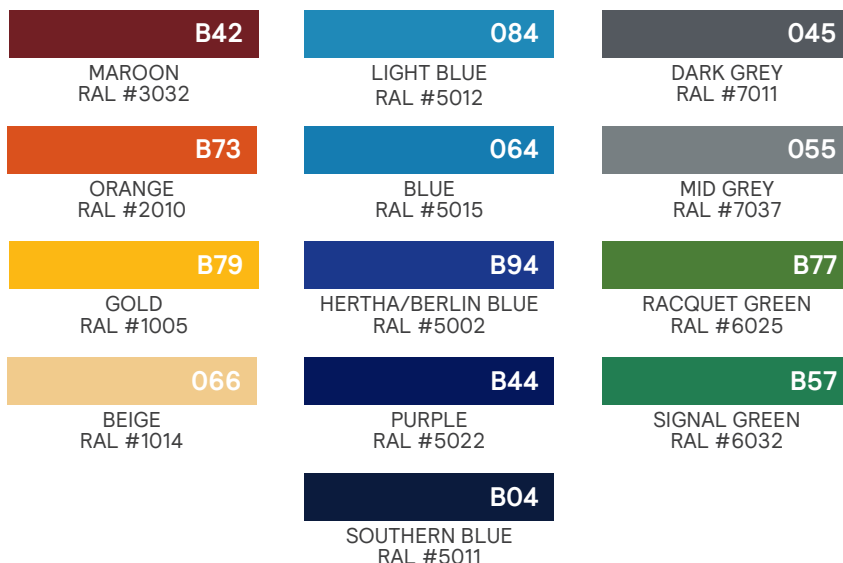 B42
MAROON
RAL #3032
084
LIGHT BLUE
RAL #5012
045
DARK GREY
RAL #7011
B73
ORANGE
RAL #2010
064
BLUE
RAL #5015
055
MID GREY
RAL #7037
B79
GOLD
RAL #1005
B94
HERTHA/BERLIN BLUE
RAL #5002
B77
RACQUET GREEN
RAL #6025
066
BEIGE
RAL #1014
B44
PURPLE
RAL #5022
B57
SIGNAL GREEN
RAL #6032
B04
SOUTHERN BLUE
RAL #5011